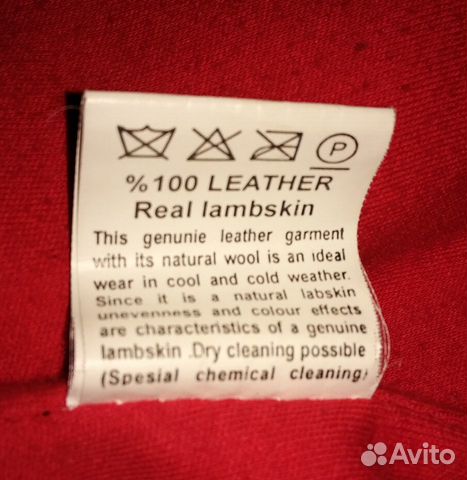 P
%100 LEATHER
Real lambskin
This genunie leather garment
with its natural wool is an ideal
wear in cool and cold weather.
Since it is a natural labskin
unevenness and colour effects
are characteristics of a genuine
lambskin .Dry cleaning possible
(Spesial chemical cleaning)
Avito